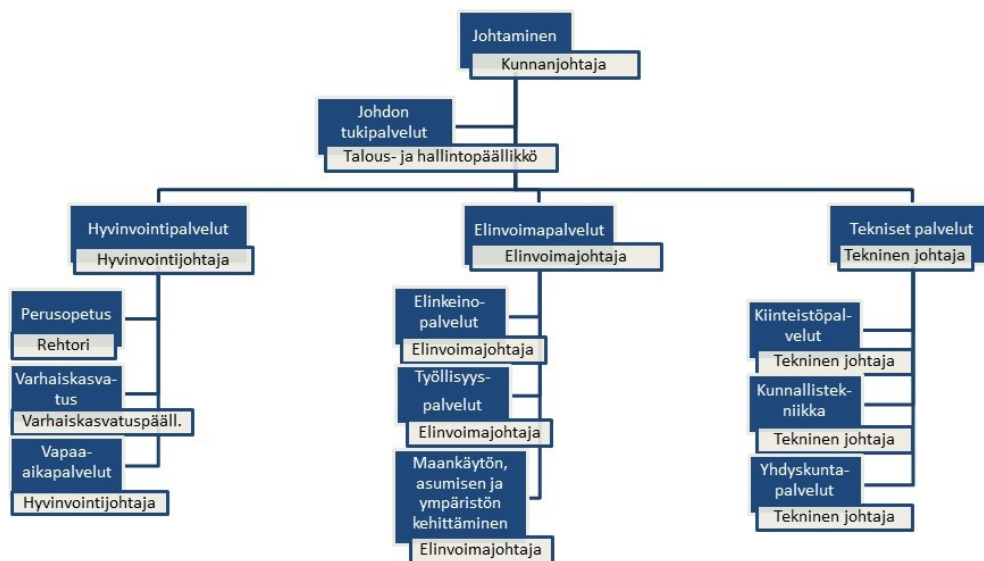 Johtaminen
Kunnanjohtaja
Johdon
tukipalvelut
Talous- ja hallintopäällikkö
Hyvinvointipalvelut
Hyvinvointijohtaja
Perusopetus
Rehtori
Varhaiskasva-
tus
Varhaiskasvatuspääll.
Vapaa-
aikapalvelut
Hyvinvointijohtaja
Elinvoimapalvelut
Elinvoimajohtaja
Elinkeino-
palvelut
Elinvoimajohtaja
Työllisyys-
palvelut
Elinvoimajohtaja
Maankäytön,
asumisen ja
ympäristön
kehittäminen
Elinvoimajohtaja
Tekniset palvelut
Tekninen johtaja
Kiinteistöpal-
velut
Tekninen johtaja
Kunnallistek-
niikka
Tekninen johtaja
Yhdyskunta-
palvelut
Tekninen johtaja